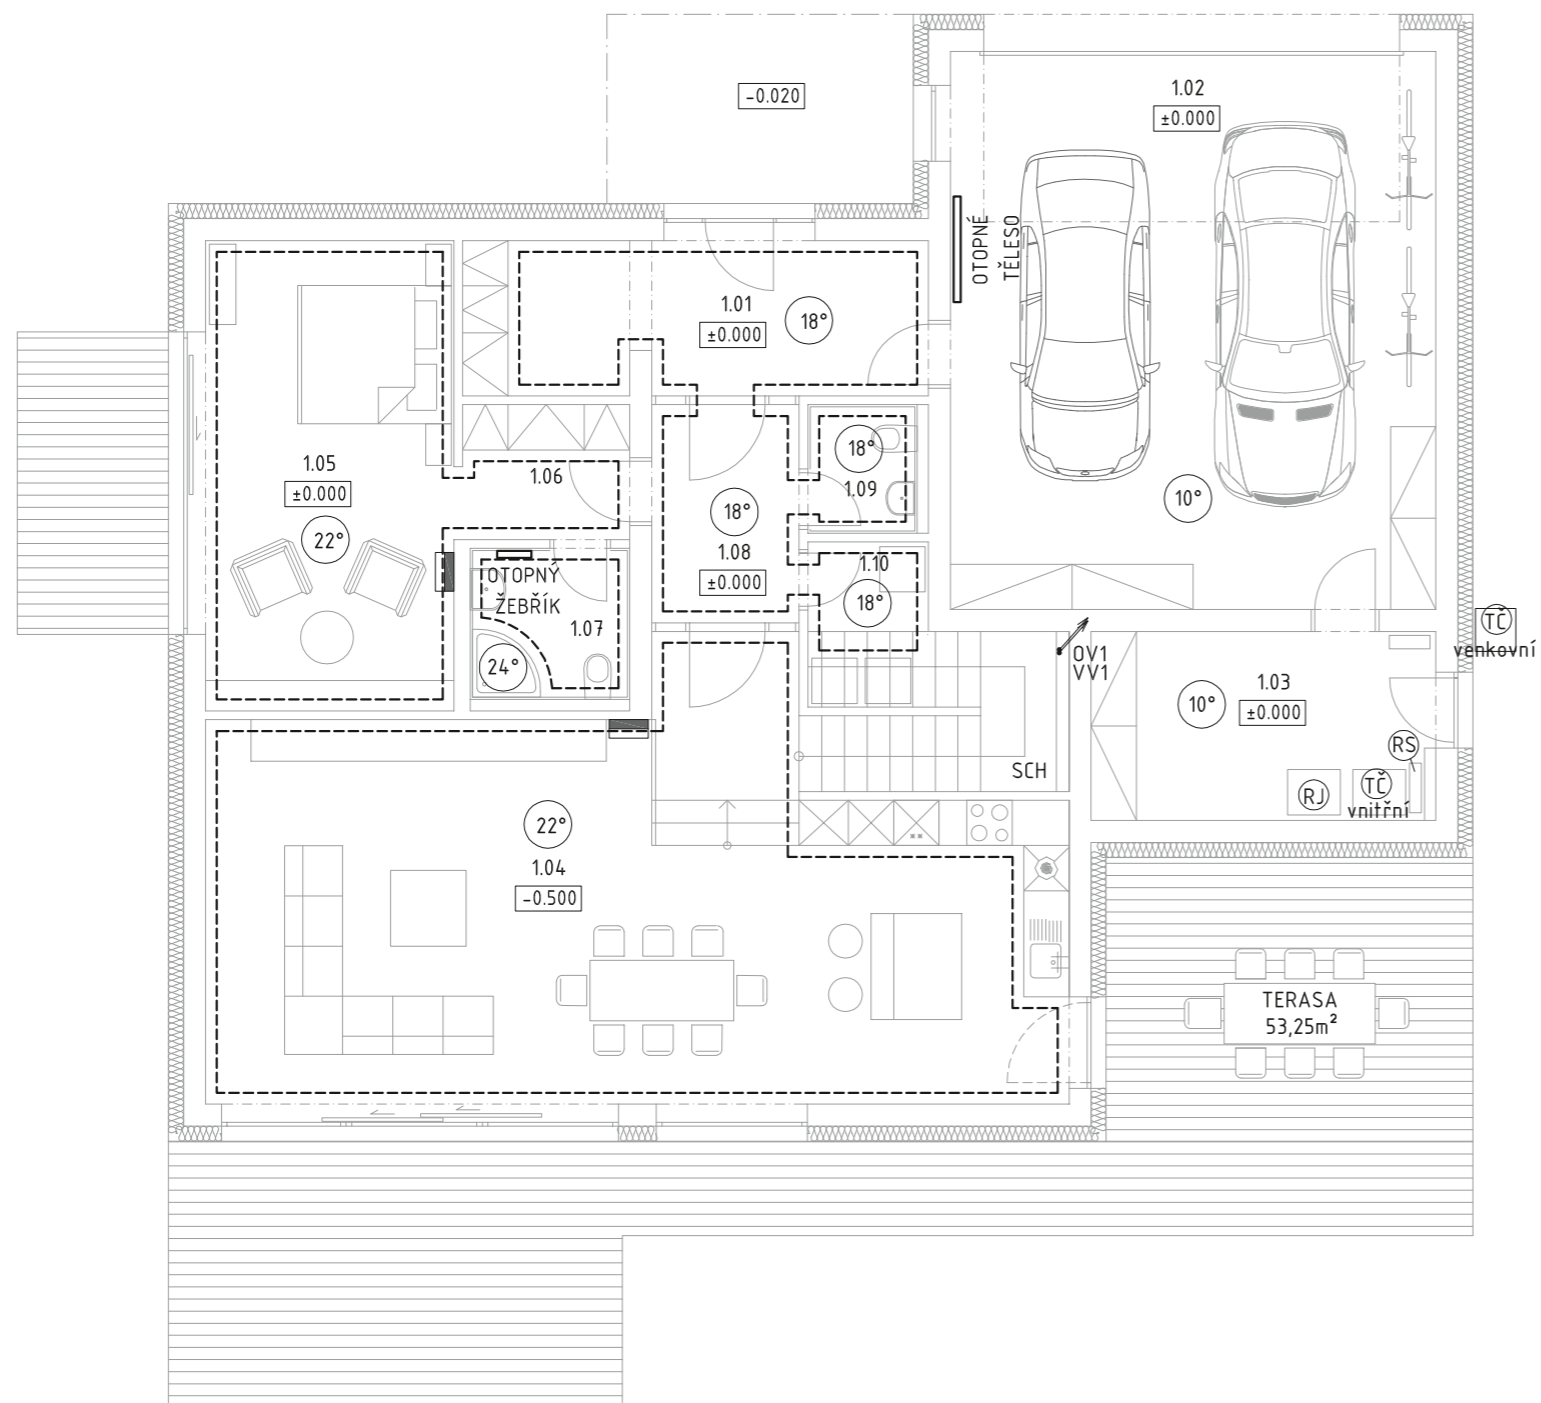 -0.020
1.02
±0.000
OTOPNÉ
TĚLESO
1.01
±0.000
18°
1.05
±0.000
22°
1.06
18°
1.09
10°
18°
1.08
±0.000
1.10
18°
OTOPNÝ
ŽEBŘÍK
1.07
24°
TČ
venkovní
OV1
VV1
10°
1.03
±0.000
SCH
RS
RJ
TČ
vnitřní
22°
1.04
-0.500
TERASA
53,25m²